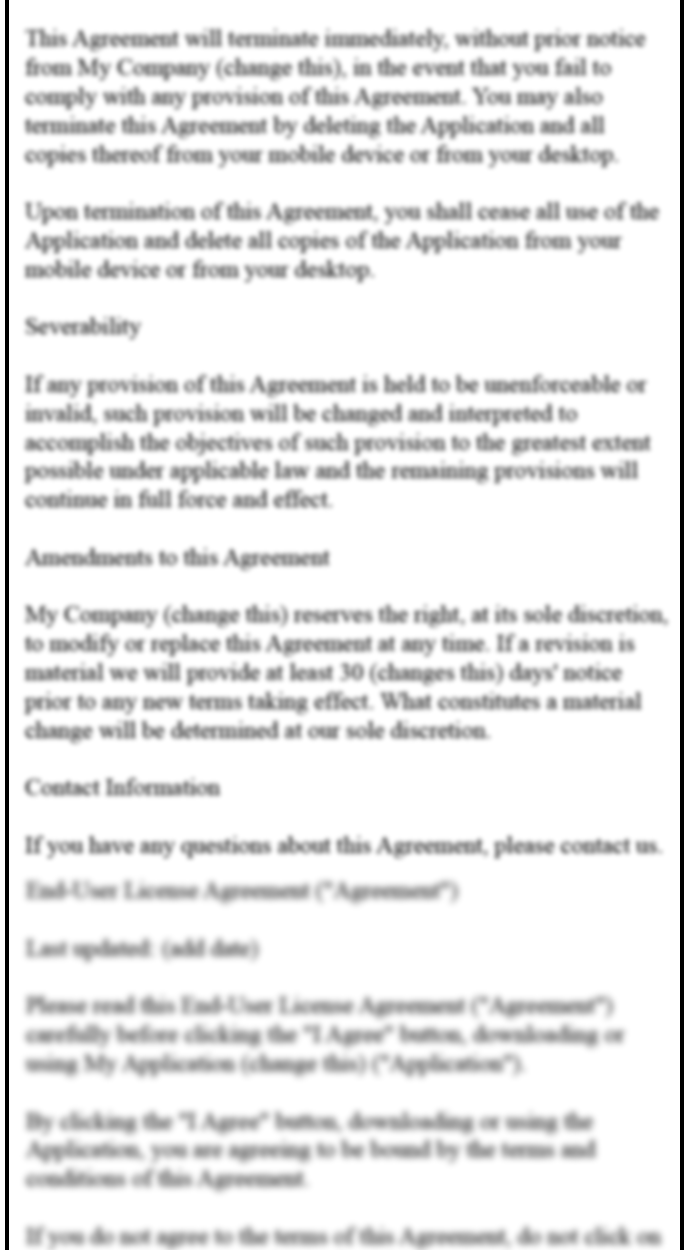 This Agreement will terminate immediately, without prior notice
from My Company (change this), in the event that you fail to
comply with any provision of this Agreement. You may also
terminate this Agreement by deleting the Application and all
copies thereof from your mobile device or from your desktop.
Upon termination of this Agreement, you shall cease all use of the
Application and delete all copies of the Application from your
mobile device or from your desktop.
Severability
If any provision of this Agreement is held to be unenforceable or
invalid, such provision will be changed and interpreted to
accomplish the objectives of such provision to the greatest extent
possible under applicable law and the remaining provisions will
continue in full force and effect.
Amendments to this Agreement
My Company (change this) reserves the right, at its sole discretion,
to modify or replace this Agreement at any time. If a revision is
material we will provide at least 30 (changes this) days' notice
prior to any new terms taking effect. What constitutes a material
change will be determined at our sole discretion.
Contact Information
If you have any questions about this Agreement, please contact us.
End-User License Agreement ("Agreement")
Last updated: (add date)
Please read this End-User License Agreement ("Agreement")
carefully before clicking the "I Agree" button, downloading or
using My Application (change this) ("Application").
By clicking the "I Agree" button, downloading or using the
Application, you are agreeing to be bound by the terms and
conditions of this Agreement.
If you do not agree to the terms of this Agreement, do not click on